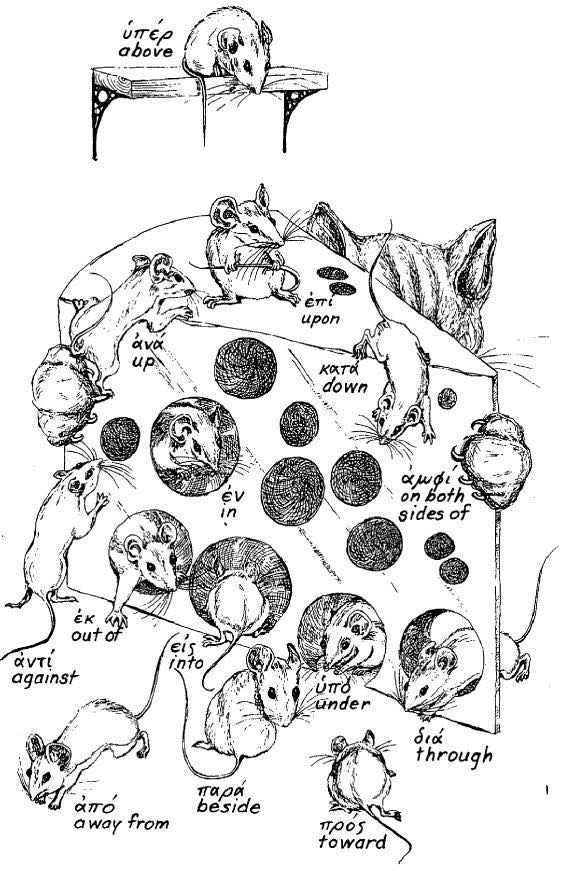 ὑπέρ
above
ἐπί
upon
ἀνά
up
κατά
down
ἐν
in
ἀμφί
on both
sides of
ἐκ
out of
εἰς
into
ἀντί
against
ὑπό
under
διά
through
παρά
beside
ἀπό
away from
πρός
toward